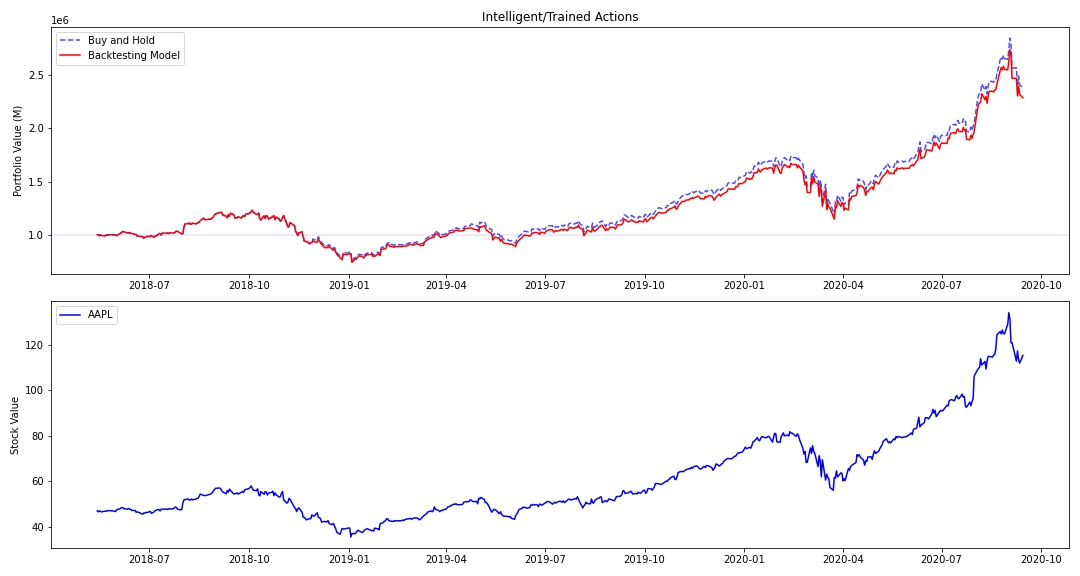 Intelligent/Trained Actions
1e6
Buy and Hold
Backtesting Model
Portfolio Value (M)
2.5
2.0
1.5
1.0
2018-07 2018-10 2019-01 2019-04 2019-07 2019-10 2020-01 2020-04 2020-07 2020-10
AAPL
Stock Value
120
100
80
60
40
2018-07 2018-10 2019-01 2019-04 2019-07 2019-10 2020-01 2020-04 2020-07 2020-10